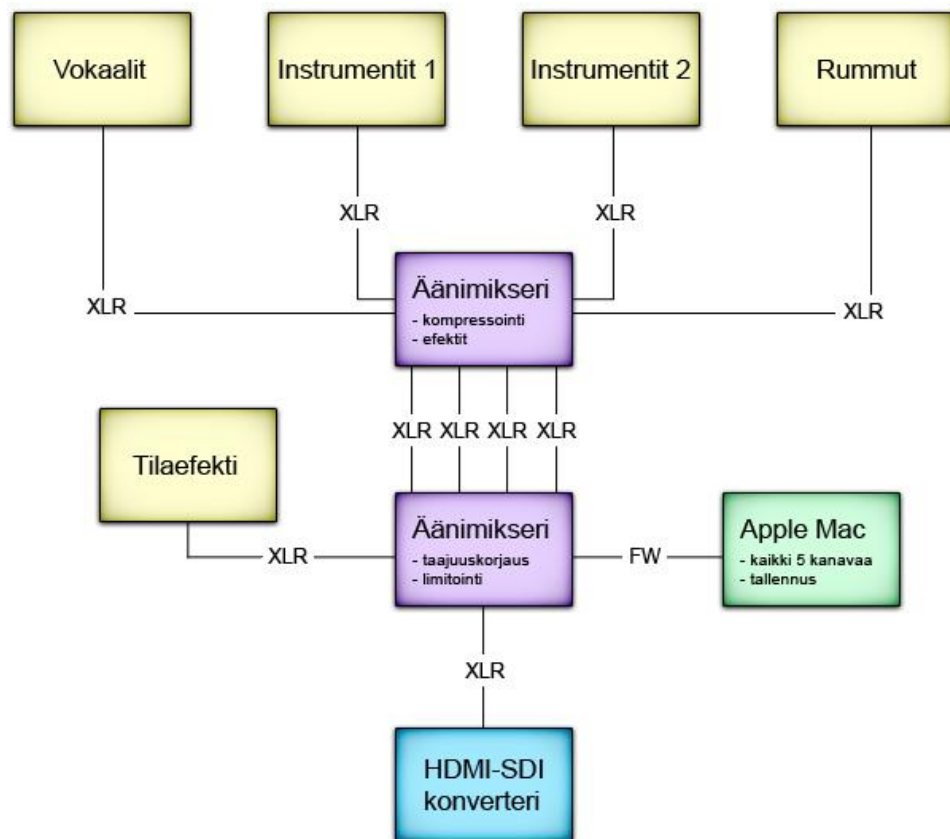 Vokaalit
Instrumentit 1
Instrumentit 2
Rummut
XLR
XLR
XLR
XLR
Äänimikseri
- kompressointi
- efektit
XLR
XLR
XLR
XLR
Tilaefekti
XLR
Äänimikseri
- taajuuskorjaus
- limitointi
FW
Apple Mac
- kaikki 5 kanavaa
- tallennus
XLR
HDMI-SDI
konverteri